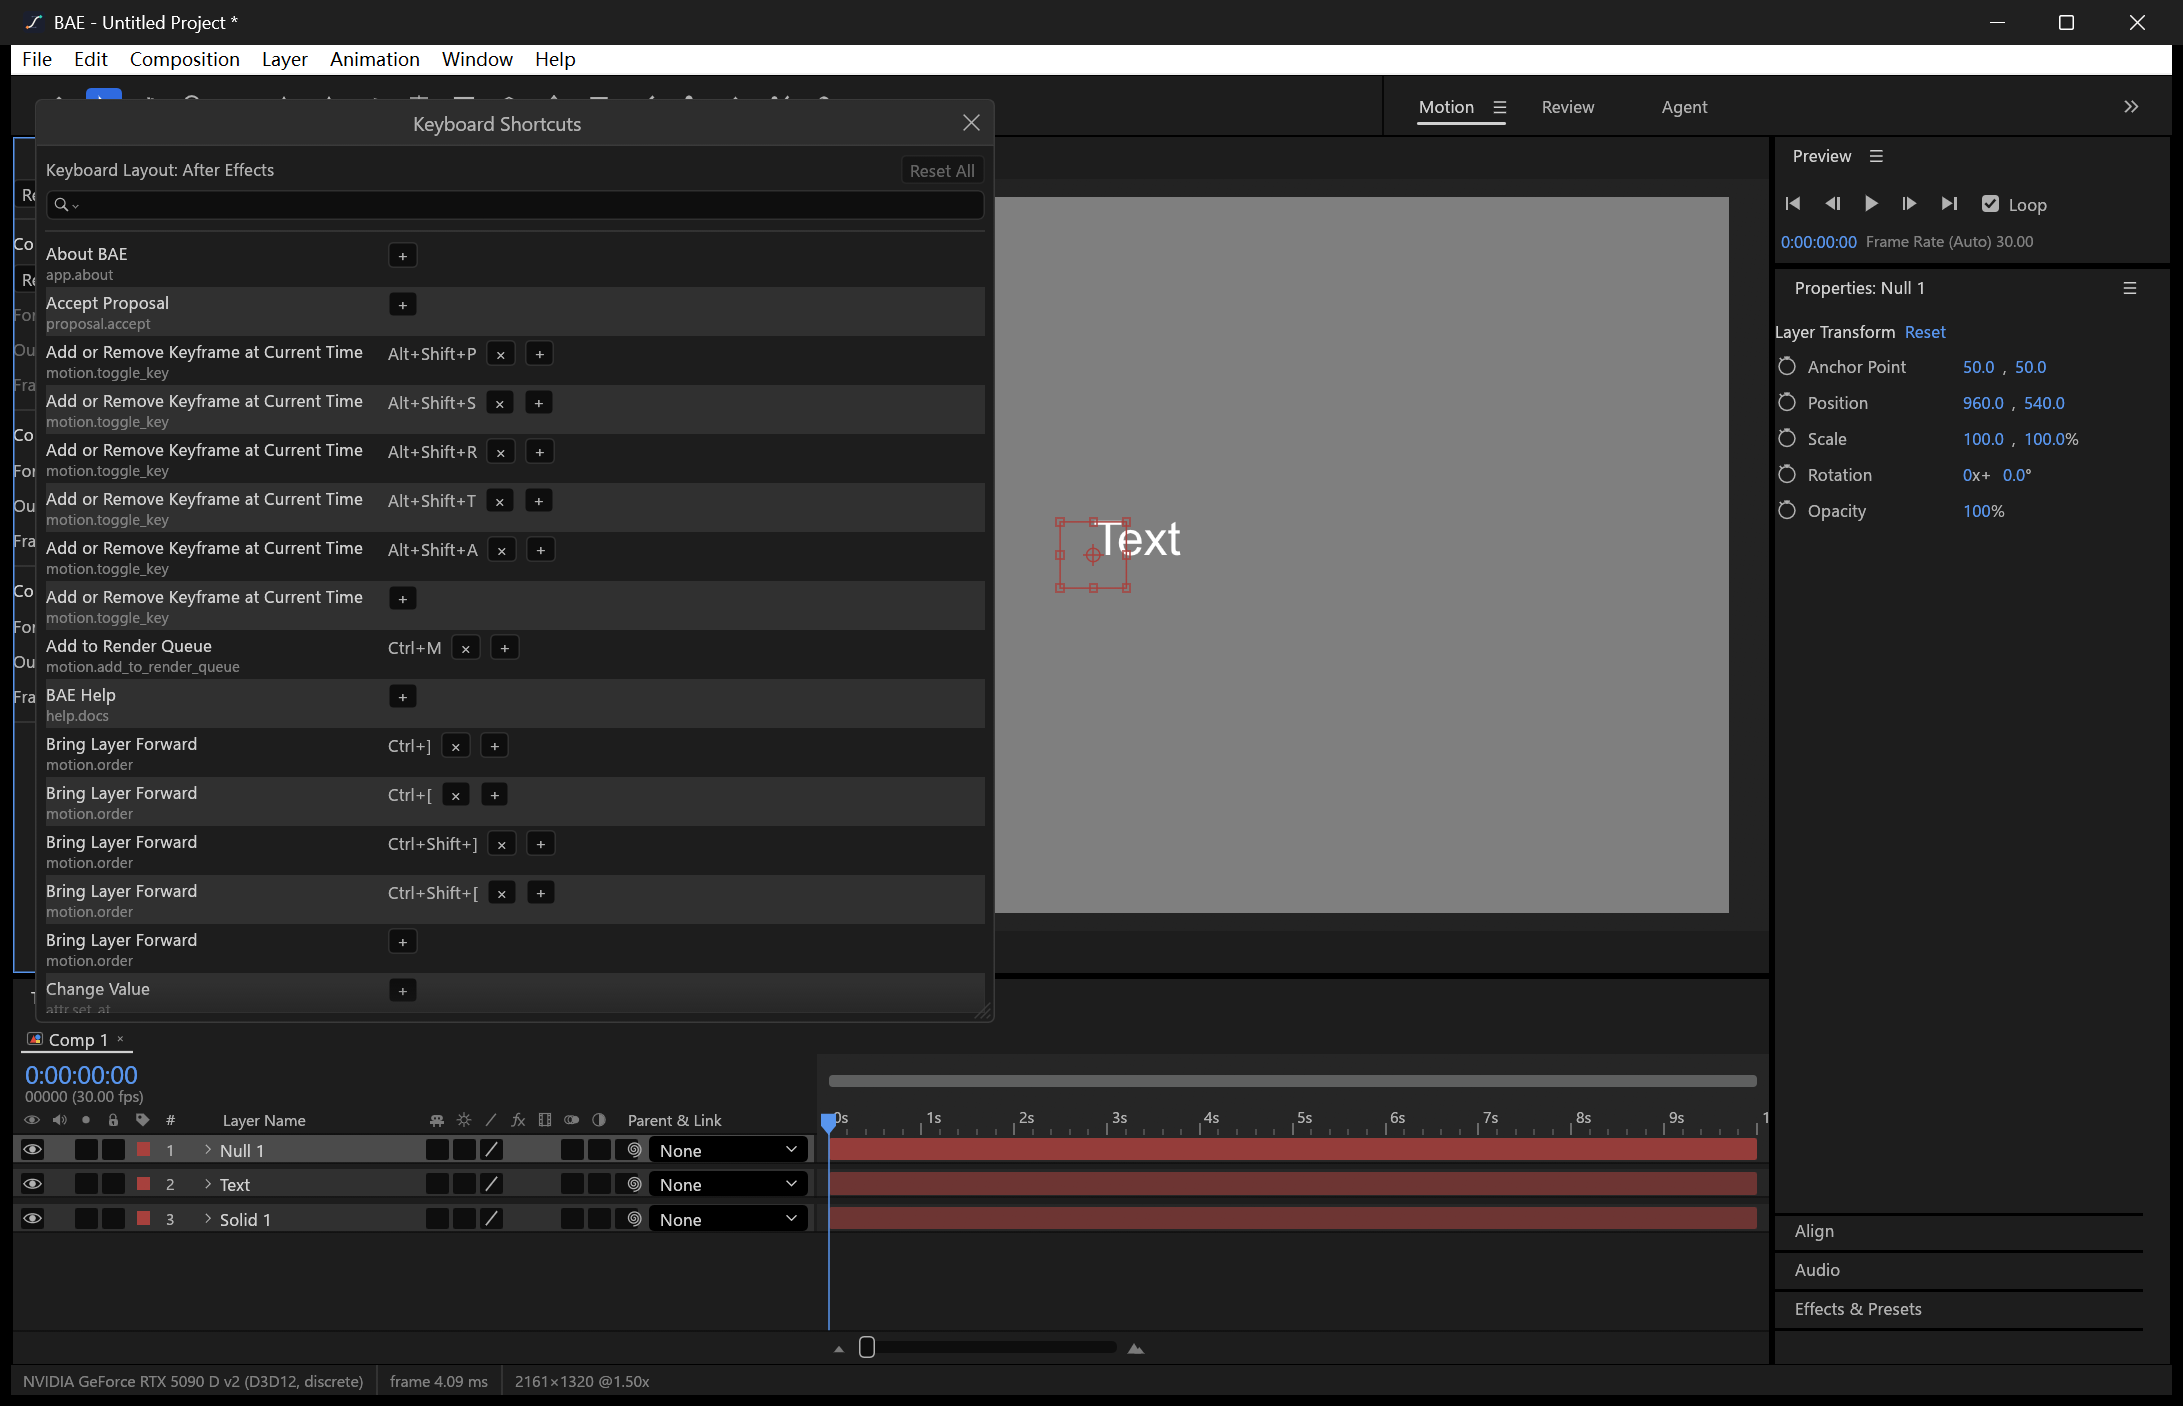 BAE - Untitled Project *
File Edit Composition Layer Animation Window Help
Motion Review Agent
Keyboard Shortcuts
Keyboard Layout: After Effects Reset All
About BAE
app.about
Accept Proposal
proposal.accept
Add or Remove Keyframe at Current Time Alt+Shift+P
motion.toggle_key
Add or Remove Keyframe at Current Time Alt+Shift+S
motion.toggle_key
Add or Remove Keyframe at Current Time Alt+Shift+R
motion.toggle_key
Add or Remove Keyframe at Current Time Alt+Shift+T
motion.toggle_key
Add or Remove Keyframe at Current Time Alt+Shift+A
motion.toggle_key
Add or Remove Keyframe at Current Time
motion.toggle_key
Add to Render Queue Ctrl+M
motion.add_to_render_queue
BAE Help
help.docs
Bring Layer Forward Ctrl+]
motion.order
Bring Layer Forward Ctrl+[
motion.order
Bring Layer Forward Ctrl+Shift+]
motion.order
Bring Layer Forward Ctrl+Shift+[
motion.order
Bring Layer Forward
motion.order
Change Value
attr.set_at
Text
Preview
Loop
0:00:00:00 Frame Rate (Auto) 30.00
Properties: Null 1
Layer Transform Reset
Anchor Point 50.0 , 50.0
Position 960.0 , 540.0
Scale 100.0 , 100.0%
Rotation 0x+ 0.0°
Opacity 100%
Align
Audio
Effects & Presets
Comp 1
0:00:00:00
00000 (30.00 fps)
# Layer Name fx Parent & Link
0s 1s 2s 3s 4s 5s 6s 7s 8s 9s
1 Null 1 None
2 Text None
3 Solid 1 None
NVIDIA GeForce RTX 5090 D v2 (D3D12, discrete) frame 4.09 ms 2161×1320 @1.50x